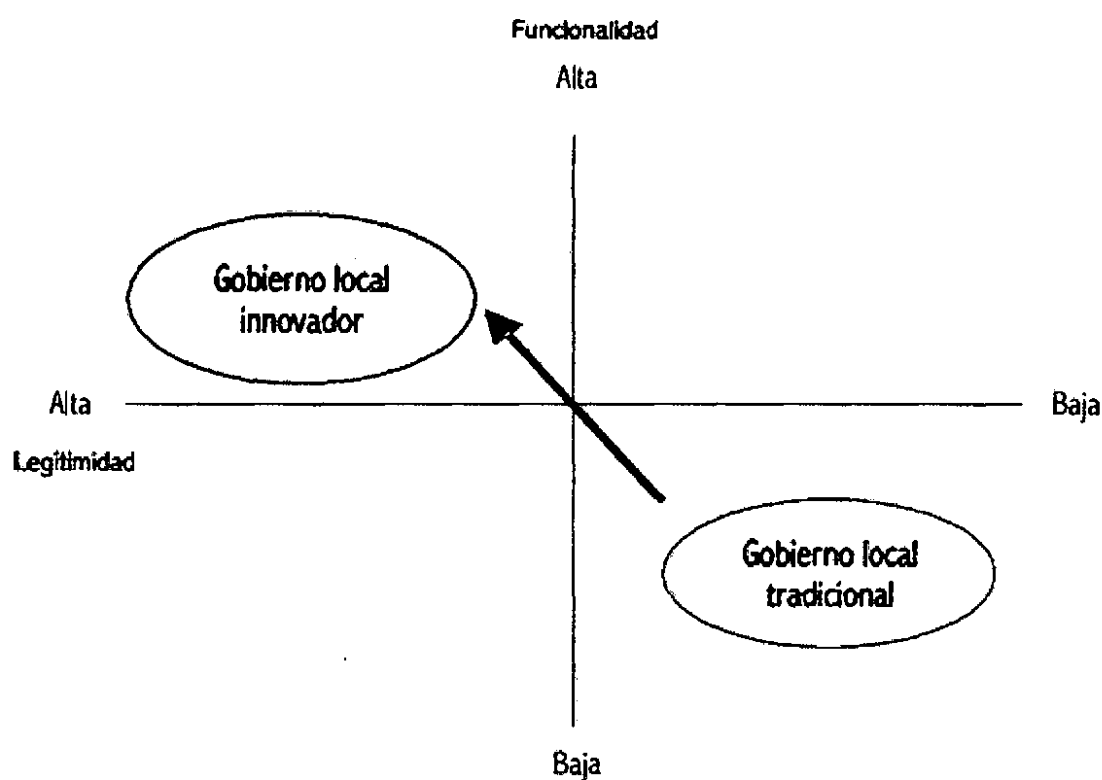 Funcionalidad
Alta
Gobierno local
innovador
Alta
Baja
Legitimidad
Gobierno local
tradicional
Baja